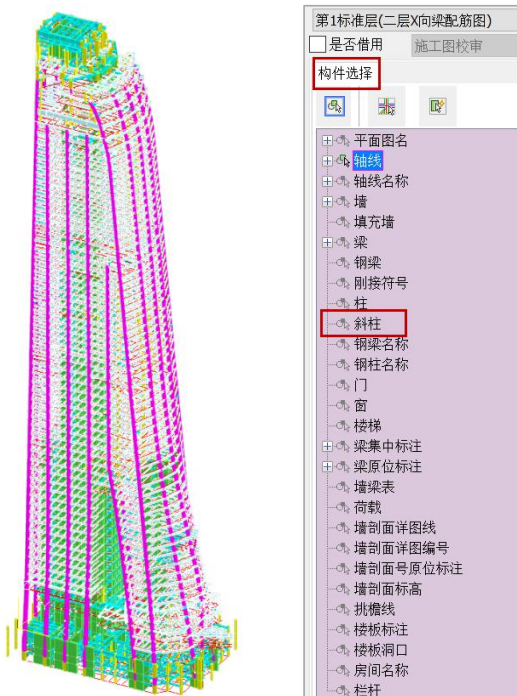 第1标准层(二层X向梁配筋图)
是否借用 施工图校审
构件选择
平面图名
轴线
轴线名称
墙
填充墙
梁
钢梁
刚接符号
柱
斜柱
钢梁名称
钢柱名称
门
窗
楼梯
梁集中标注
梁原位标注
墙梁表
荷载
墙剖面详图线
墙剖面详图编号
墙剖面号原位标注
墙剖面标高
挑檐线
楼板标注
楼板洞口
房间名称
栏杆